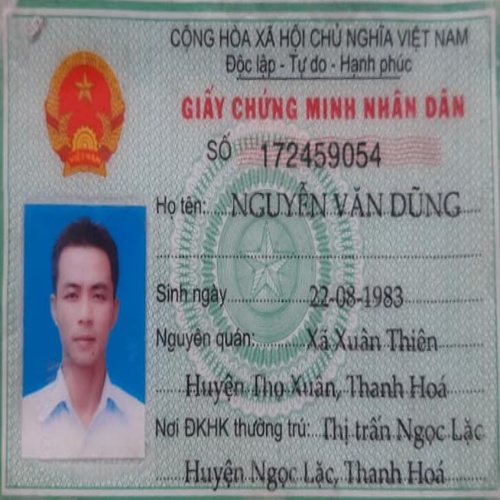 CỘNG HÒA XÃ HỘI CHỦ NGHĨA VIỆT NAM
Độc lập - Tự do - Hạnh phúc
GIẤY CHỨNG MINH NHÂN DÂN
SỐ 172459054
Họ tên: NGUYỄN VĂN DŨNG
Sinh ngày 22-08-1983
Nguyên quán: Xã Xuân Thiên
Huyện Thọ Xuân, Thanh Hoá
Nơi ĐKHK thường trú: Thị trấn Ngọc Lặc
Huyện Ngọc Lặc, Thanh Hoá
VIỆT NAM